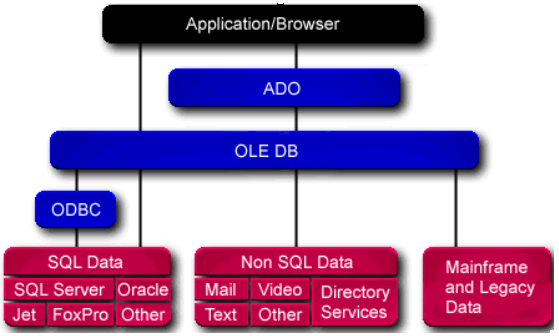 Application/Browser
ADO
OLE DB
ODBC
SQL Data
SQL Server Oracle
Jet FoxPro Other
Non SQL Data
Mail Video
Text Other
Directory
Services
Mainframe
and Legacy
Data